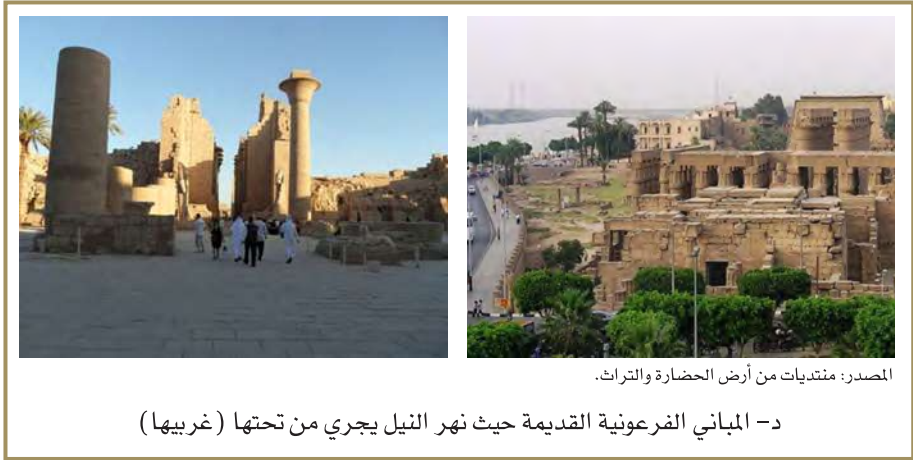 المصدر: منتديات من أرض الحضارة والتراث.
د- المباني الفرعونية القديمة حيث نهر النيل يجري من تحتها (غربيها)